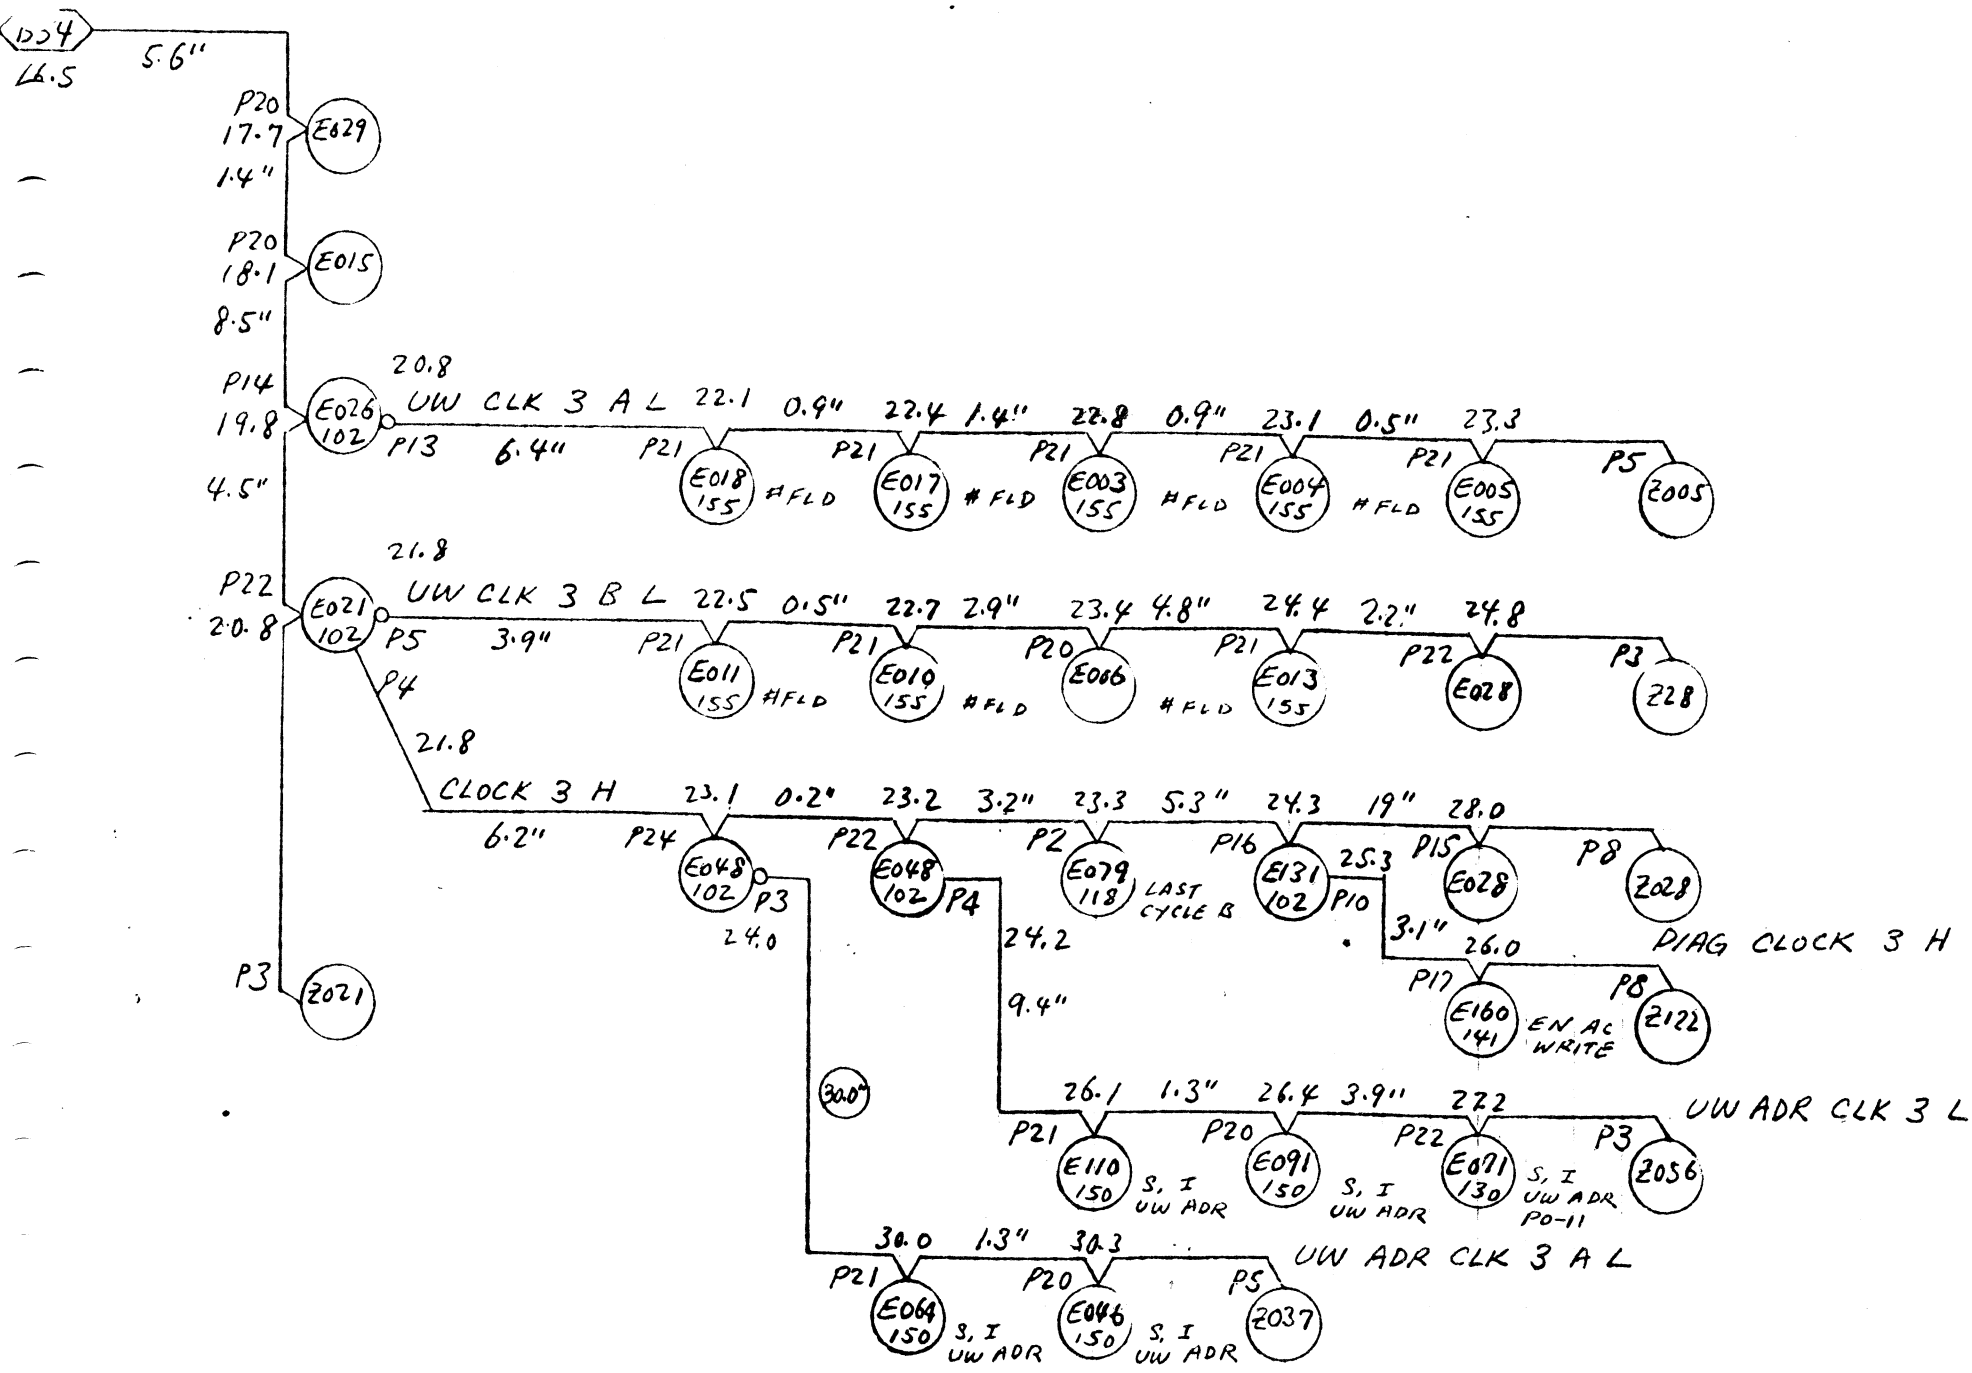 DD4
16.5
5.6"
P20
17.7
E029
1.4"
P20
18.1
E015
8.5"
P14
19.8
E026
102
20.8
UW CLK 3 A L
P13
6.4"
22.1
P21
E018
155
#FLD
0.9"
22.4
P21
E017
155
#FLD
1.4"
22.8
P21
E003
155
#FLD
0.9"
23.1
P21
E004
155
#FLD
0.5"
23.3
P21
E005
155
P5
Z005
4.5"
P22
20.8
E021
102
21.8
UW CLK 3 B L
P5
3.9"
22.5
P21
E011
155
#FLD
0.5"
22.7
P21
E010
155
#FLD
2.9"
23.4
P20
E006
#FLD
4.8"
24.4
P21
E013
155
2.2"
24.8
P22
E028
P3
Z28
P4
21.8
CLOCK 3 H
6.2"
23.1
P24
E048
102
P3
24.0
0.2"
23.2
P22
E048
102
P4
24.2
9.4"
3.2"
23.3
P2
E079
118
LAST
CYCLE B
5.3"
24.3
P16
E131
102
25.3
P10
3.1"
19"
28.0
P15
E028
P8
Z028
DIAG CLOCK 3 H
26.0
P17
E160
141
EN AC
WRITE
P8
Z122
P3
Z021
30.0"
26.1
P21
E110
150
S, I
UW ADR
1.3"
26.4
P20
E091
150
S, I
UW ADR
3.9"
27.2
P22
E071
130
S, I
UW ADR
P0-11
P3
Z056
UW ADR CLK 3 L
30.0
P21
E064
150
S, I
UW ADR
1.3"
30.3
P20
E046
150
S, I
UW ADR
P5
Z037
UW ADR CLK 3 A L